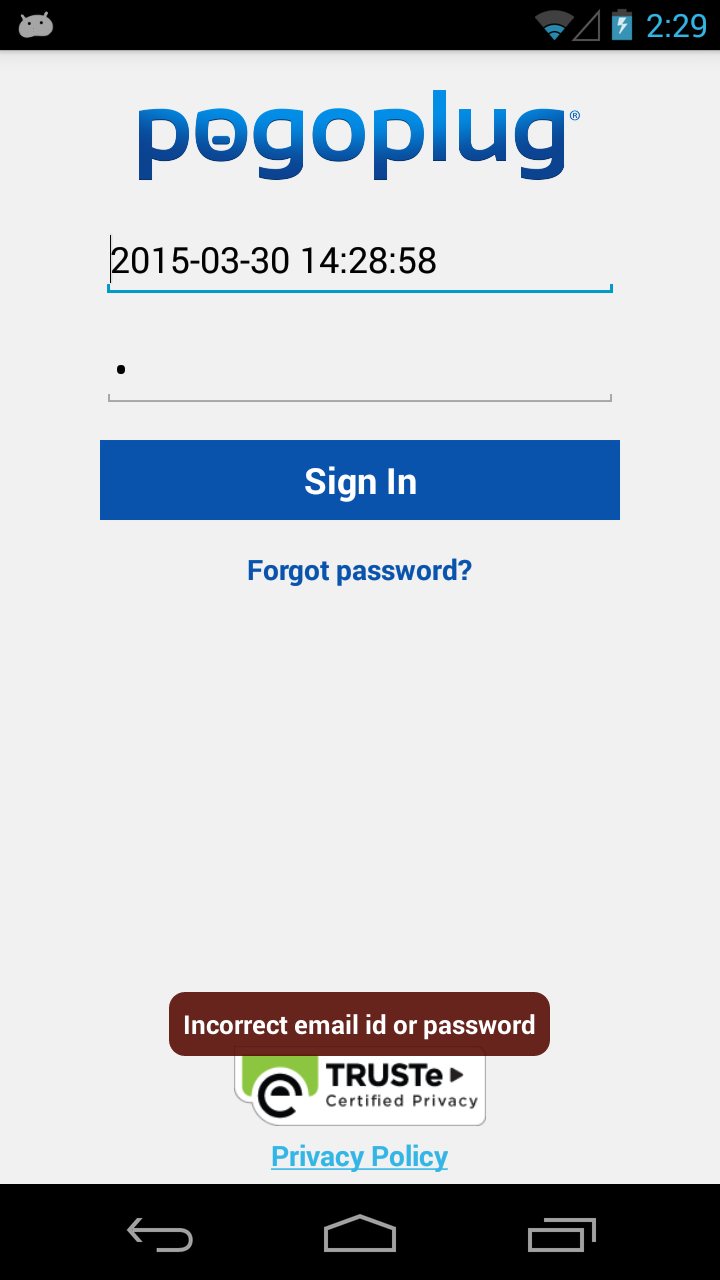 2:29
pogoplug®
2015-03-30 14:28:58
Sign In
Forgot password?
Incorrect email id or password
TRUSTe
Certified Privacy
Privacy Policy